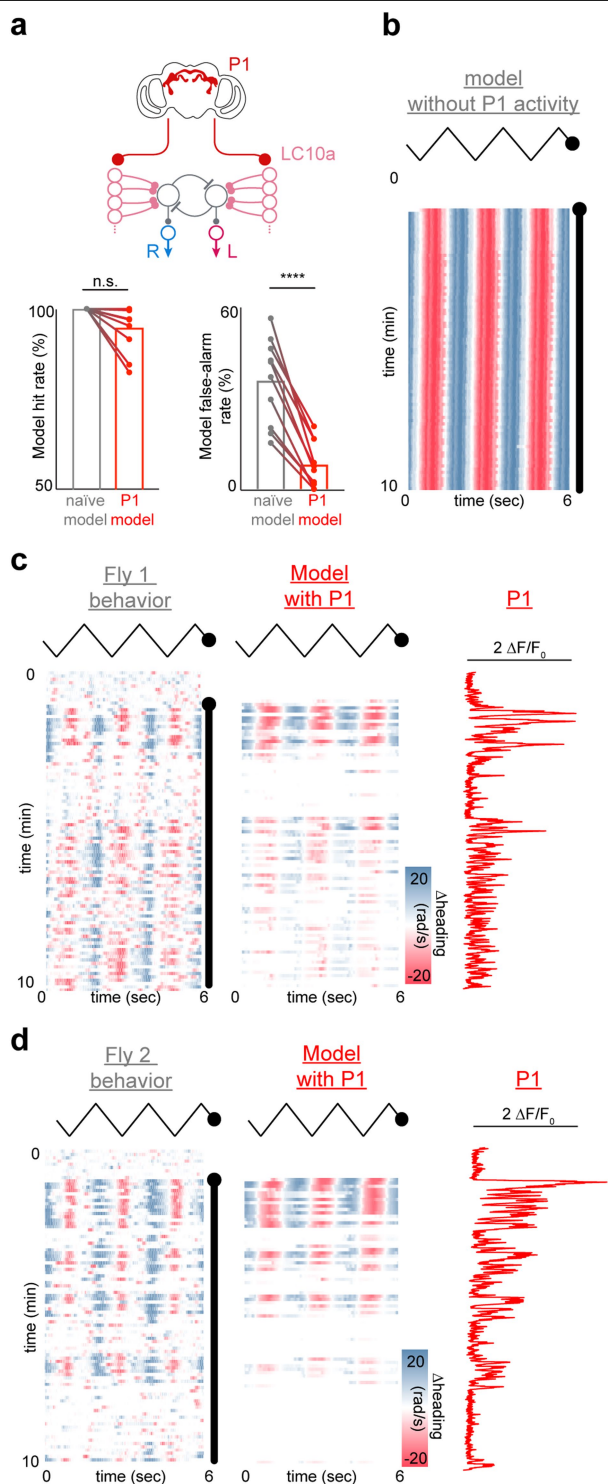 a
P1
LC10a
R
L
n.s.
100
Model hit rate (%)
50
naïve
model
P1
model
****
60
Model false-alarm
rate (%)
0
naïve
model
P1
model
b
model
without P1 activity
0
time (min)
10
0
time (sec)
6
c
Fly 1
behavior
Model
with P1
P1
2 ΔF/F0
0
time (min)
10
0
time (sec)
6
0
time (sec)
6
20
-20
Δheading
(rad/s)
d
Fly 2
behavior
Model
with P1
P1
2 ΔF/F0
0
time (min)
10
0
time (sec)
6
0
time (sec)
6
20
-20
Δheading
(rad/s)